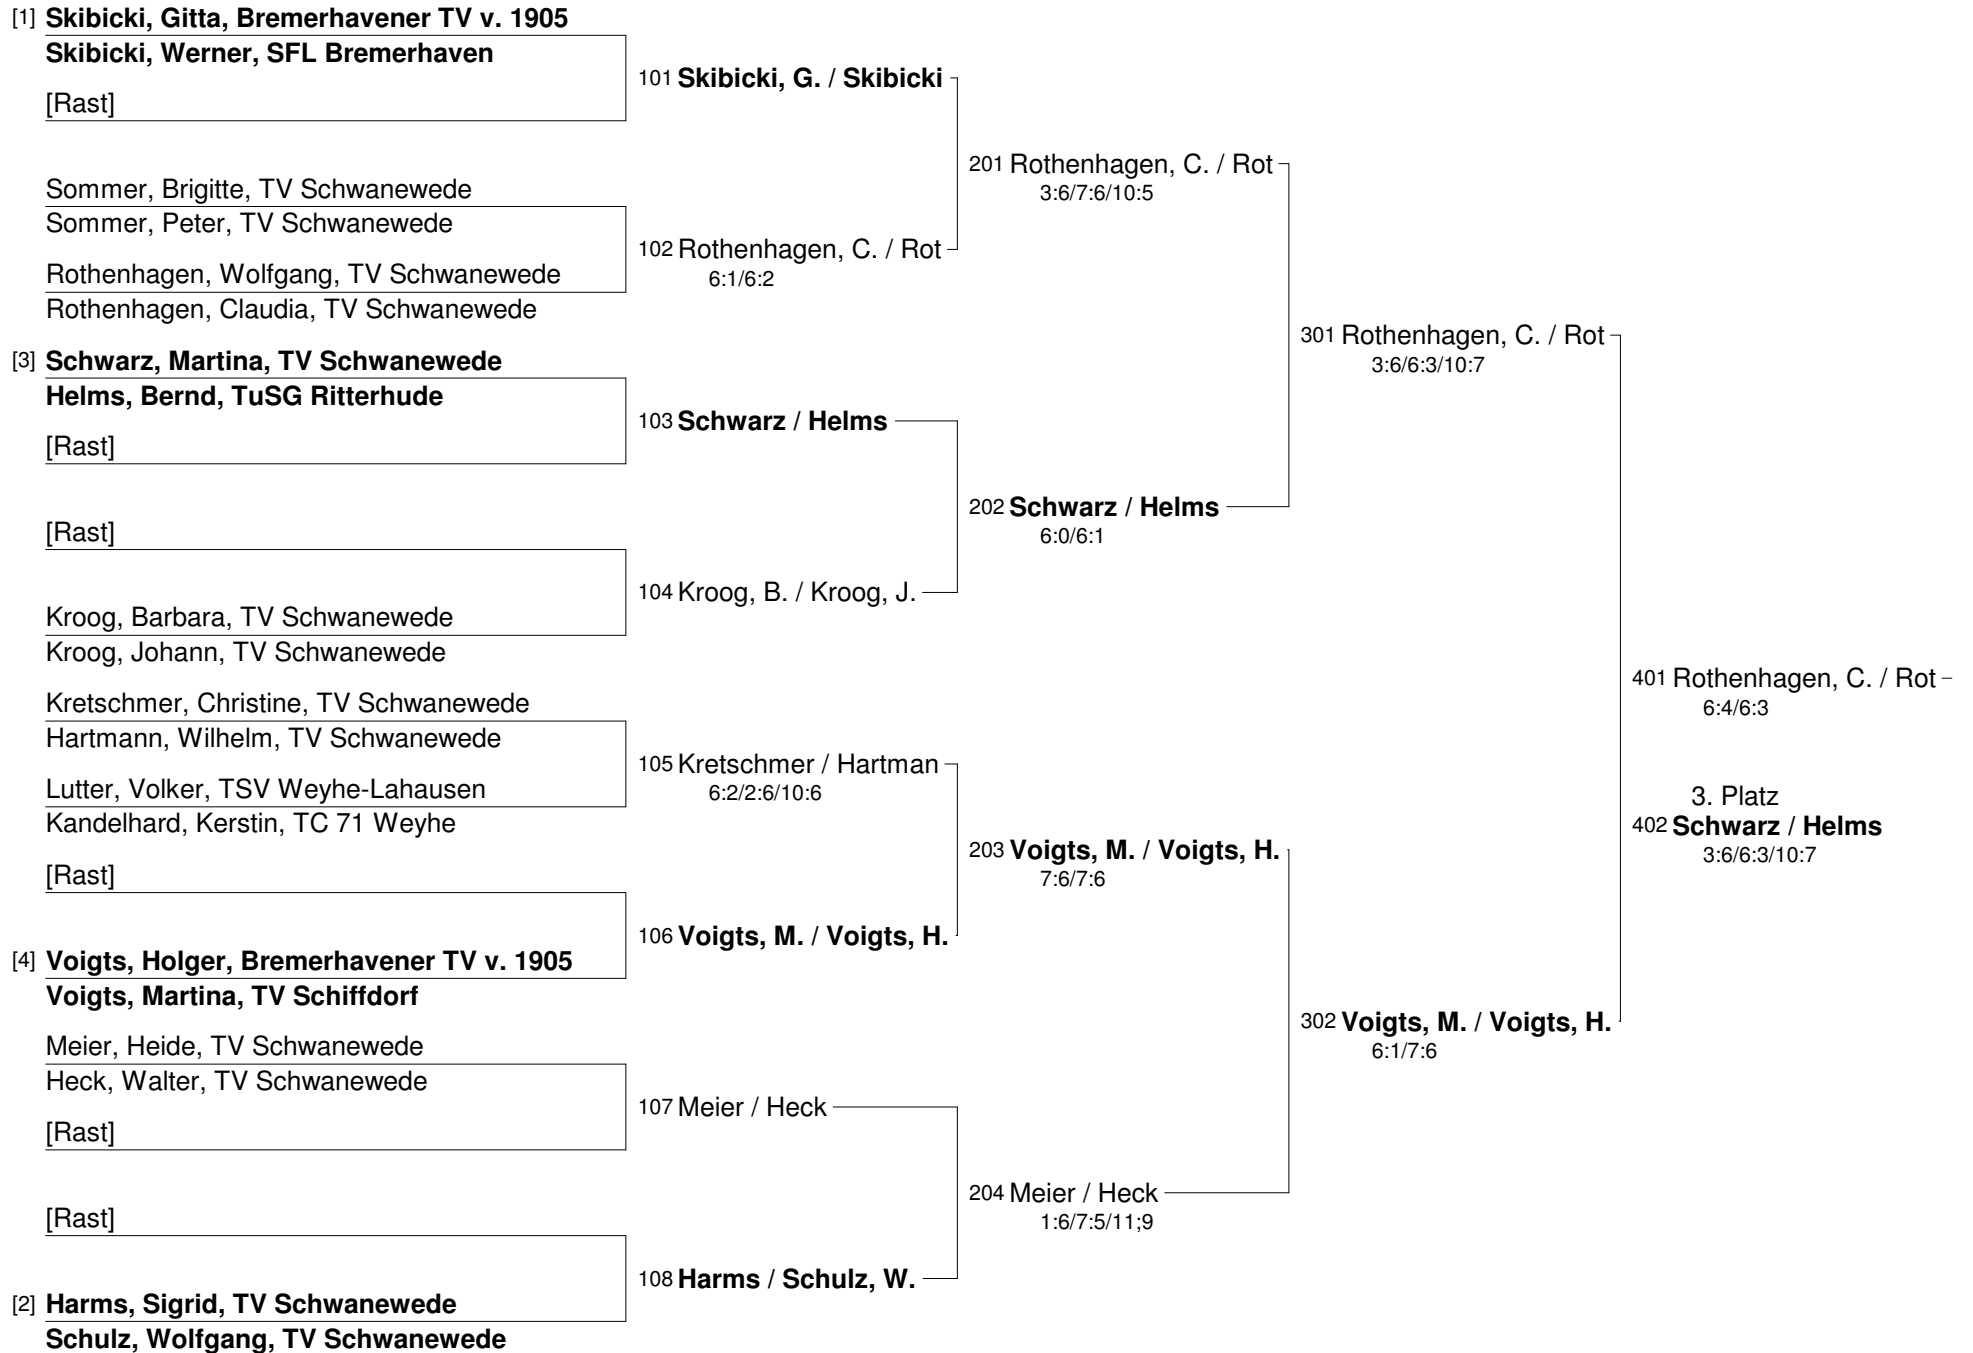 [1] Skibicki, Gitta, Bremerhavener TV v. 1905
Skibicki, Werner, SFL Bremerhaven
101 Skibicki, G. / Skibicki
[Rast]
201 Rothenhagen, C. / Rot
3:6/7:6/10:5
Sommer, Brigitte, TV Schwanewede
Sommer, Peter, TV Schwanewede
102 Rothenhagen, C. / Rot
6:1/6:2
Rothenhagen, Wolfgang, TV Schwanewede
Rothenhagen, Claudia, TV Schwanewede
301 Rothenhagen, C. / Rot
3:6/6:3/10:7
[3] Schwarz, Martina, TV Schwanewede
Helms, Bernd, TuSG Ritterhude
103 Schwarz / Helms
[Rast]
202 Schwarz / Helms
6:0/6:1
[Rast]
104 Kroog, B. / Kroog, J.
Kroog, Barbara, TV Schwanewede
Kroog, Johann, TV Schwanewede
401 Rothenhagen, C. / Rot
6:4/6:3
Kretschmer, Christine, TV Schwanewede
Hartmann, Wilhelm, TV Schwanewede
105 Kretschmer / Hartman
6:2/2:6/10:6
Lutter, Volker, TSV Weyhe-Lahausen
Kandelhard, Kerstin, TC 71 Weyhe
3. Platz
402 Schwarz / Helms
3:6/6:3/10:7
203 Voigts, M. / Voigts, H.
7:6/7:6
[Rast]
106 Voigts, M. / Voigts, H.
[4] Voigts, Holger, Bremerhavener TV v. 1905
Voigts, Martina, TV Schiffdorf
302 Voigts, M. / Voigts, H.
6:1/7:6
Meier, Heide, TV Schwanewede
Heck, Walter, TV Schwanewede
107 Meier / Heck
[Rast]
204 Meier / Heck
1:6/7:5/11;9
[Rast]
108 Harms / Schulz, W.
[2] Harms, Sigrid, TV Schwanewede
Schulz, Wolfgang, TV Schwanewede